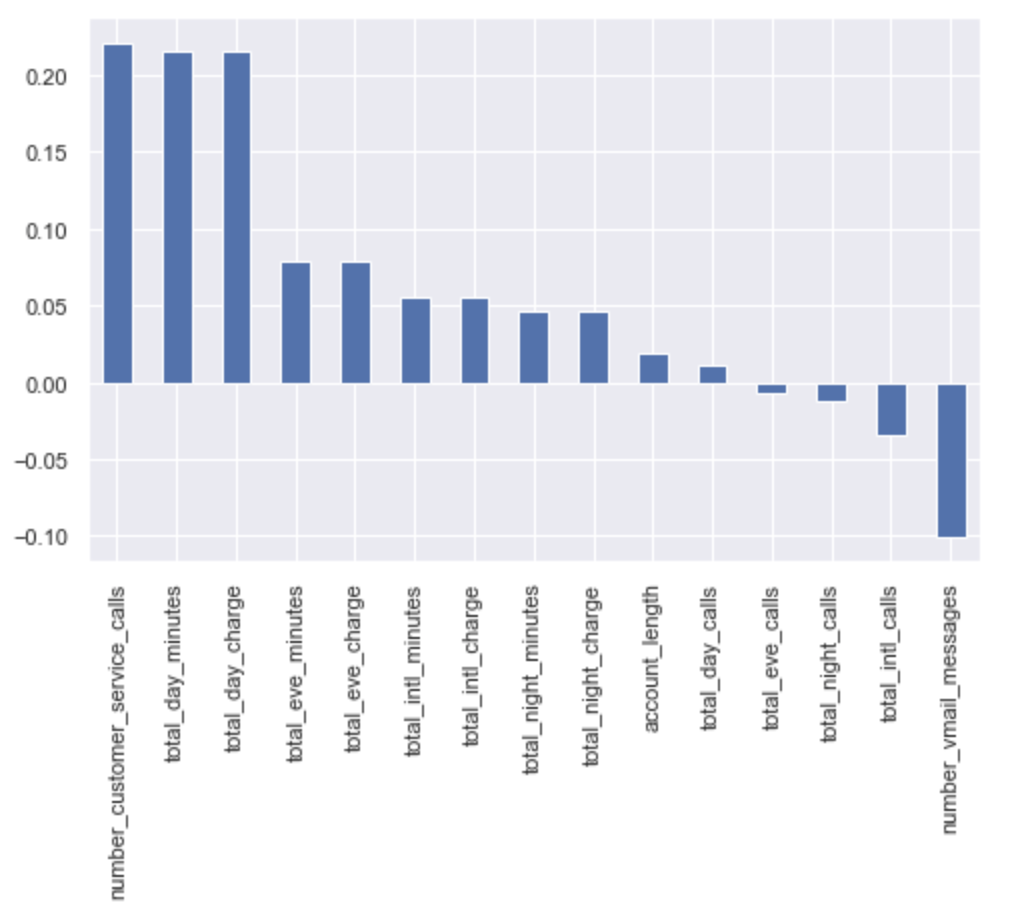 0.20
0.15
0.10
0.05
0.00
−0.05
−0.10
number_customer_service_calls
total_day_minutes
total_day_charge
total_eve_minutes
total_eve_charge
total_intl_minutes
total_intl_charge
total_night_minutes
total_night_charge
account_length
total_day_calls
total_eve_calls
total_night_calls
total_intl_calls
number_vmail_messages